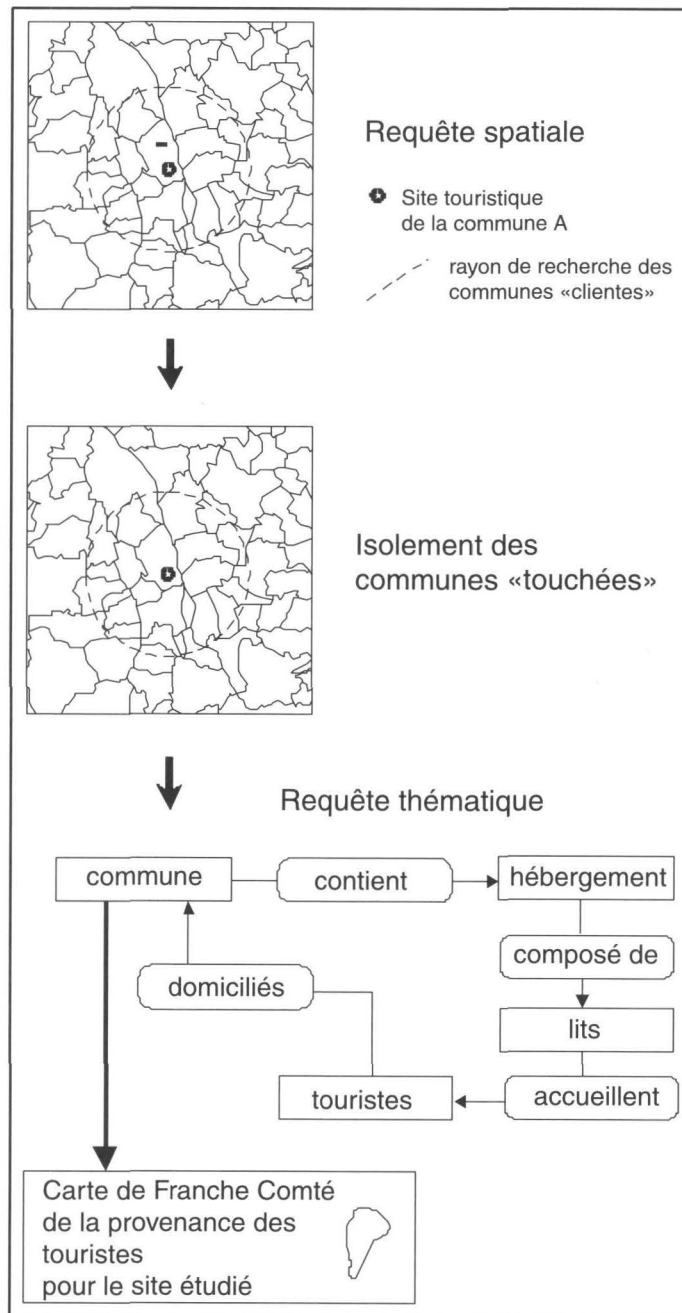 Requête spatiale
Site touristique
de la commune A
rayon de recherche des
communes «clientes»
Isolement des
communes «touchées»
Requête thématique
commune
contient
hébergement
composé de
domiciliés
lits
touristes
accueillent
Carte de Franche Comté
de la provenance des
touristes
pour le site étudié